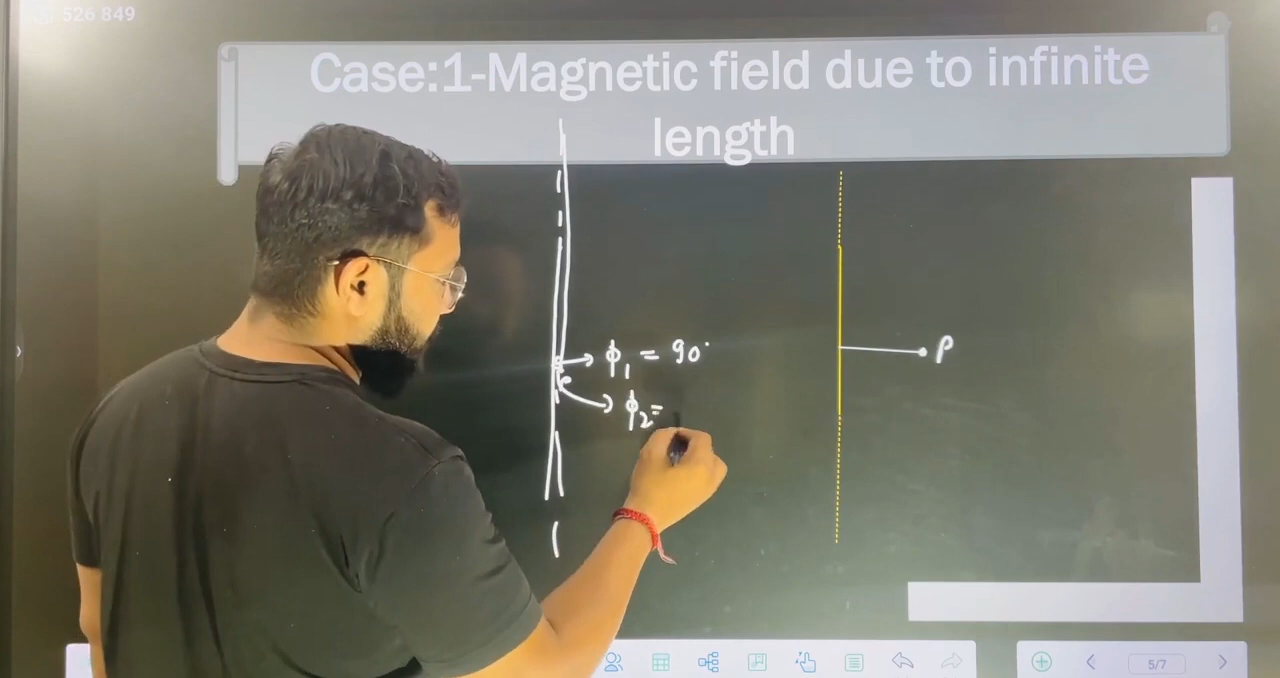 526 849
Case:1-Magnetic field due to infinite
length
ϕ₁ = 90°
ϕ₂=
P
5/7